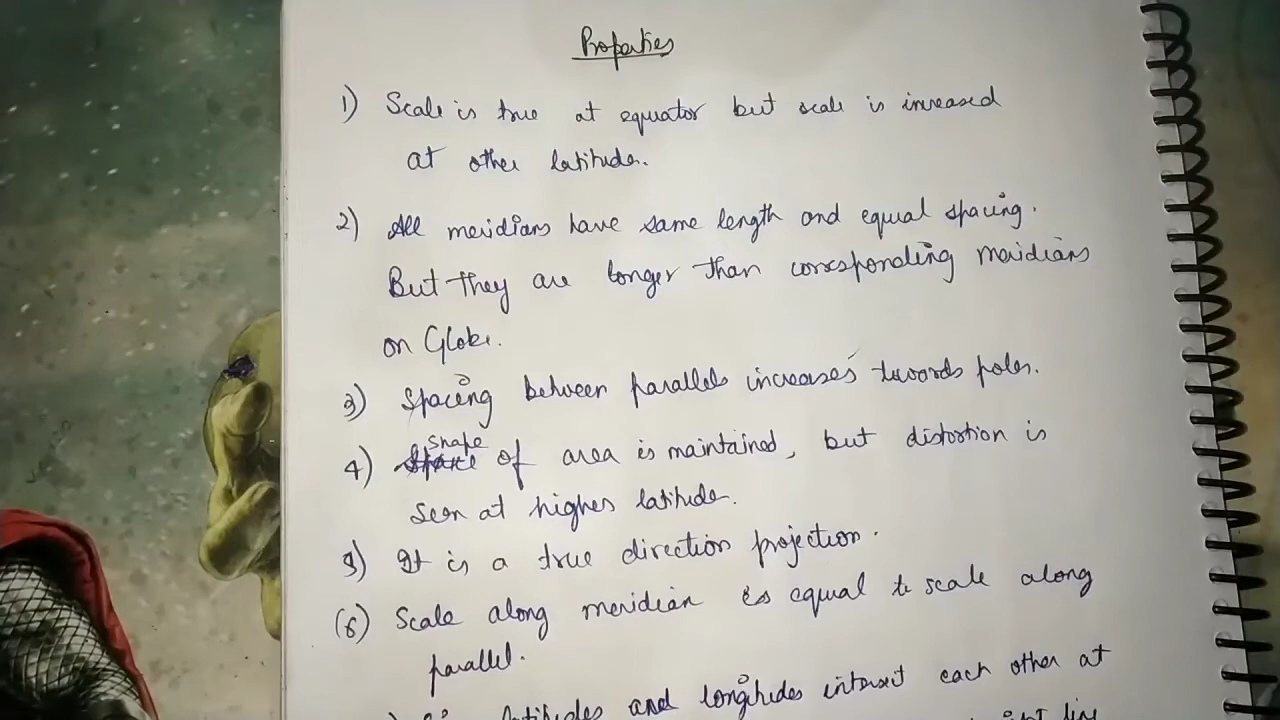 Properties
1) Scale is true at equator but scale is increased
at other latitude.
2) All meridians have same length and equal spacing.
But they are longer than corresponding meridians
on Globe.
3) Spacing between parallels increases towards poles.
4) Shape of area is maintained, but distortion is
seen at higher latitude.
5) It is a true direction projection.
(6) Scale along meridian is equal to scale along
parallel.
latitudes and longitudes intersect each other at
line